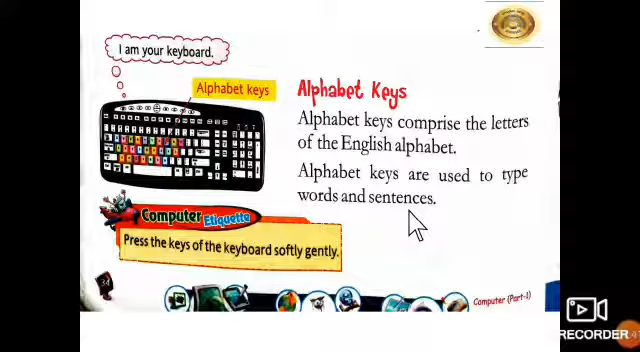 I am your keyboard.
Alphabet keys
Alphabet Keys
Alphabet keys comprise the letters
of the English alphabet.
Alphabet keys are used to type
words and sentences.
Computer Etiquette
Press the keys of the keyboard softly gently.
34
Computer (Part-1)
RECORDER